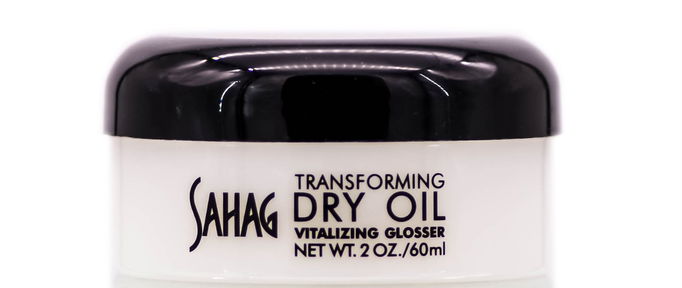 SAHAG
TRANSFORMING
DRY OIL
VITALIZING GLOSSER
NET WT. 2 OZ./60ml